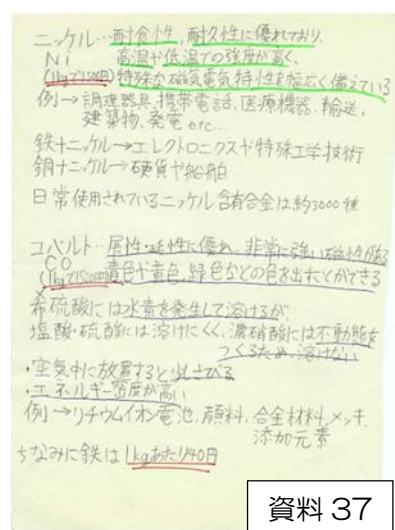 ニッケル…耐食性,耐久性に優れており、
Ni 高温や低温での強度が高く、
(1kgで1500円) 特殊な磁気電気特性を幅広く備えている
例→調理器具、携帯電話、医療機器、輸送、
建築物、発電 etc…
鉄+ニッケル→エレクトロニクスや特殊工学技術
銅+ニッケル→硬貨や船舶
日常使用されているニッケル含有合金は約3000種
コバルト…展性・延性に優れ、非常に強い磁性がある
CO
青色や黄色、緑色などの色を出すことができる
希硫酸には水素を発生して溶けるが、
塩酸・硫酸には溶けにくく、濃硝酸には不動態を
つくるため、溶けない
・空気中に放置すると少しさびる
・エネルギー密度が高い
例→リチウムイオン電池、顔料、合金材料、メッキ、
添加元素
ちなみに鉄は1kgあたり40円
資料37